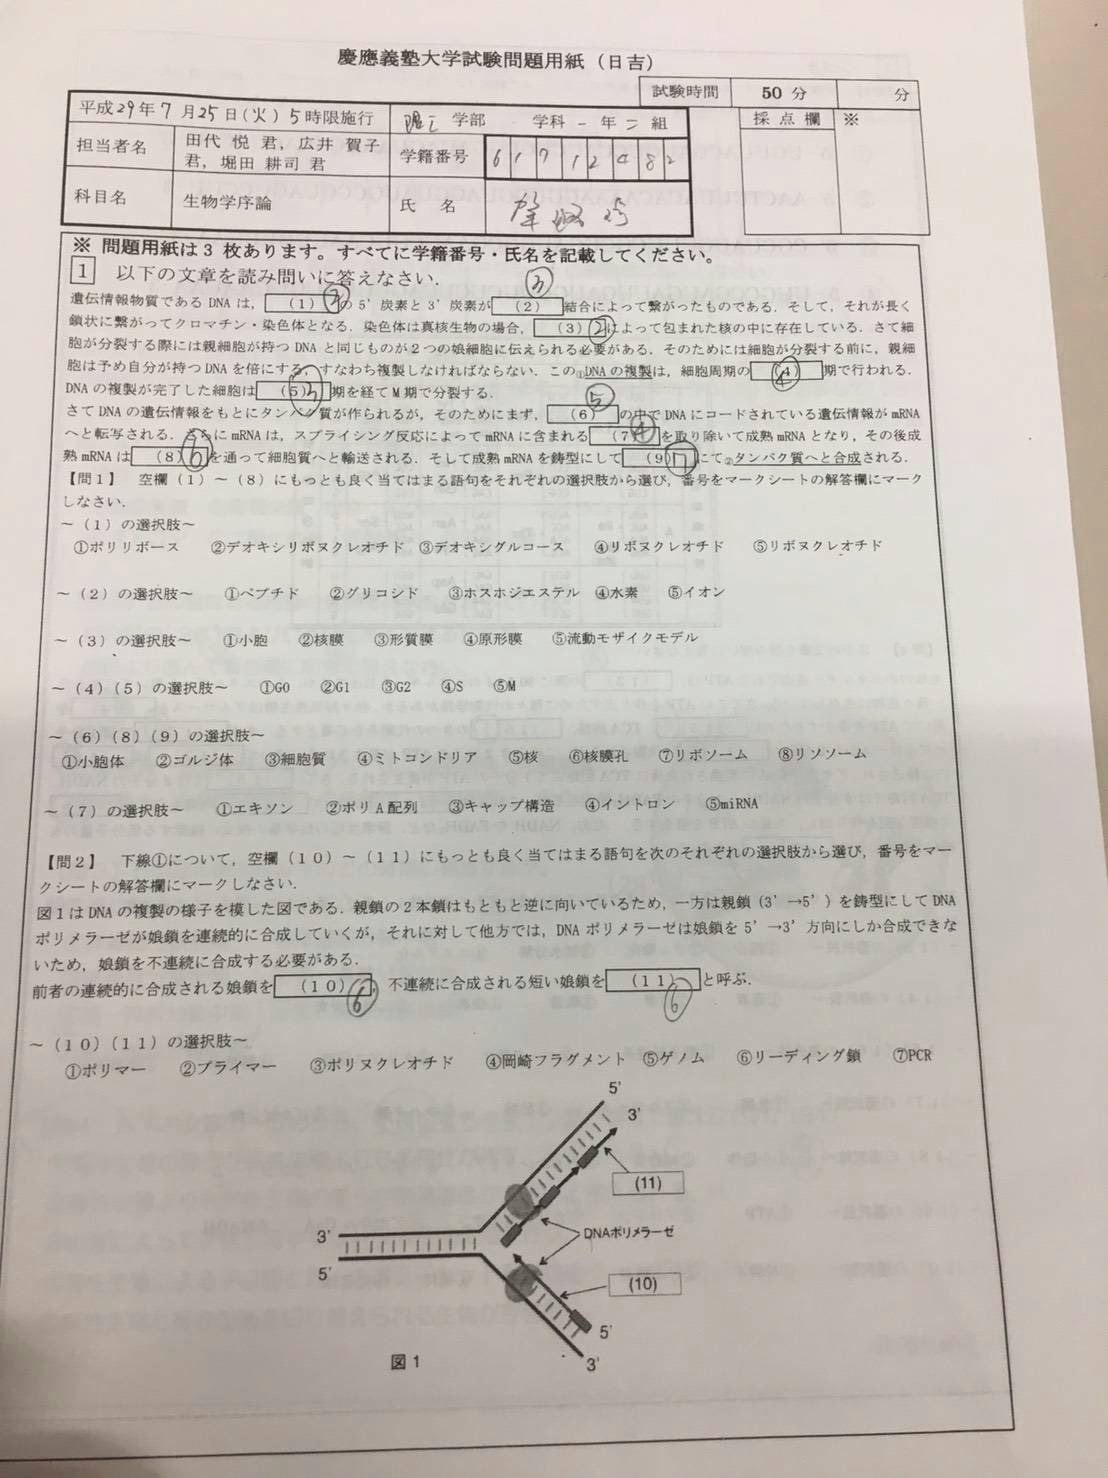 慶應義塾大学試験問題用紙（日吉）
試験時間 50 分 分
平成29年7月25日(火)5時限施行 理工学部 学科一年二組 採点欄 ※
担当者名 田代 悦 君，広井 賀子君，堀田 耕司 君 学籍番号 61712482
科目名 生物学序論 氏 名
※ 問題用紙は 3 枚あります。すべてに学籍番号・氏名を記載してください。
1 以下の文章を読み問いに答えなさい．
③
遺伝情報物質である DNA は，（1）の 5' 炭素と 3' 炭素が（2）結合によって繋がったものである．そして，それが長く
鎖状に繋がってクロマチン・染色体となる．染色体は真核生物の場合，（3）②によって包まれた核の中に存在している．さて細
胞が分裂する際には親細胞が持つ DNA と同じものが２つの娘細胞に伝えられる必要がある．そのためには細胞が分裂する前に，親細
胞は予め自分が持つ DNA を倍にする，すなわち複製しなければならない．この①DNA の複製は，細胞周期の（4）④期で行われる．
DNA の複製が完了した細胞は（5）③期を経て M 期で分裂する．
⑤
さて DNA の遺伝情報をもとにタンパク質が作られるが，そのためにまず，（6）の中で DNA にコードされている遺伝情報が mRNA
へと転写される．さらに mRNA は，スプライシング反応によって mRNA に含まれる（7）④を取り除いて成熟 mRNA となり，その後成
熟 mRNA は（8）⑥を通って細胞質へと輸送される．そして成熟 mRNA を鋳型にして（9）⑦にて②タンパク質へと合成される．
【問１】 空欄（１）～（８）にもっとも良く当てはまる語句をそれぞれの選択肢から選び，番号をマークシートの解答欄にマーク
しなさい．
～（１）の選択肢～
①ポリリボース ②デオキシリボヌクレオチド ③デオキシグルコース ④リボヌクレオチド ⑤リボヌクレオチド
～（２）の選択肢～ ①ペプチド ②グリコシド ③ホスホジエステル ④水素 ⑤イオン
～（３）の選択肢～ ①小胞 ②核膜 ③形質膜 ④原形膜 ⑤流動モザイクモデル
～（４）（５）の選択肢～ ①G0 ②G1 ③G2 ④S ⑤M
～（６）（８）（９）の選択肢～
①小胞体 ②ゴルジ体 ③細胞質 ④ミトコンドリア ⑤核 ⑥核膜孔 ⑦リボソーム ⑧リソソーム
～（７）の選択肢～ ①エキソン ②ポリ A 配列 ③キャップ構造 ④イントロン ⑤miRNA
【問２】 下線①について，空欄（１０）～（１１）にもっとも良く当てはまる語句を次のそれぞれの選択肢から選び，番号をマー
クシートの解答欄にマークしなさい．
図１は DNA の複製の様子を模した図である．親鎖の２本鎖はもともと逆に向いているため，一方は親鎖（3'→5'）を鋳型にして DNA
ポリメラーゼが娘鎖を連続的に合成していくが，それに対して他方では，DNA ポリメラーゼは娘鎖を 5'→3' 方向にしか合成できな
いため，娘鎖を不連続に合成する必要がある．
前者の連続的に合成される娘鎖を（10）⑥，不連続に合成される短い娘鎖を（11）⑥と呼ぶ．
～（１０）（１１）の選択肢～
①ポリマー ②プライマー ③ポリヌクレオチド ④岡崎フラグメント ⑤ゲノム ⑥リーディング鎖 ⑦PCR
5'
3'
(11)
3'
DNAポリメラーゼ
5'
(10)
5'
3'
図１